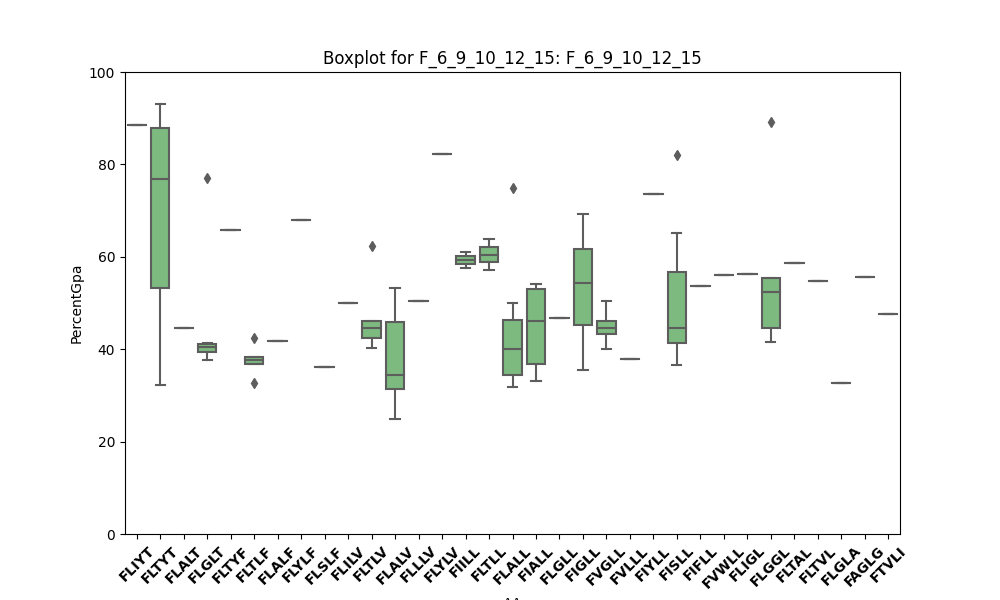 Boxplot for F_6_9_10_12_15: F_6_9_10_12_15
100
80
60
40
20
0
PercentGpa
FLIYT
FLTYT
FLALT
FLGLT
FLTYF
FLTLF
FLALF
FLYLF
FLSLF
FLILV
FLTLV
FLALV
FLLLV
FLYLV
FIILL
FLTLL
FLALL
FIALL
FLGLL
FIGLL
FVGLL
FVLLL
FIYLL
FISLL
FIFLL
FVWLL
FLIGL
FLGGL
FLTAL
FLTVL
FLGLA
FAGLG
FTVLI